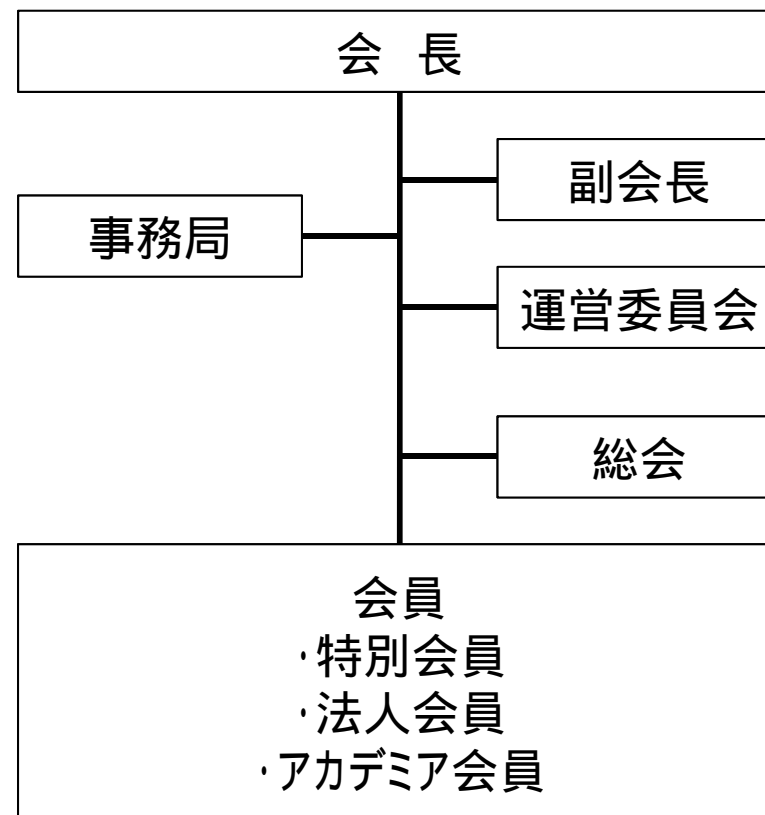 会 長
副会長
事務局
運営委員会
総会
会員
・特別会員
・法人会員
・アカデミア会員